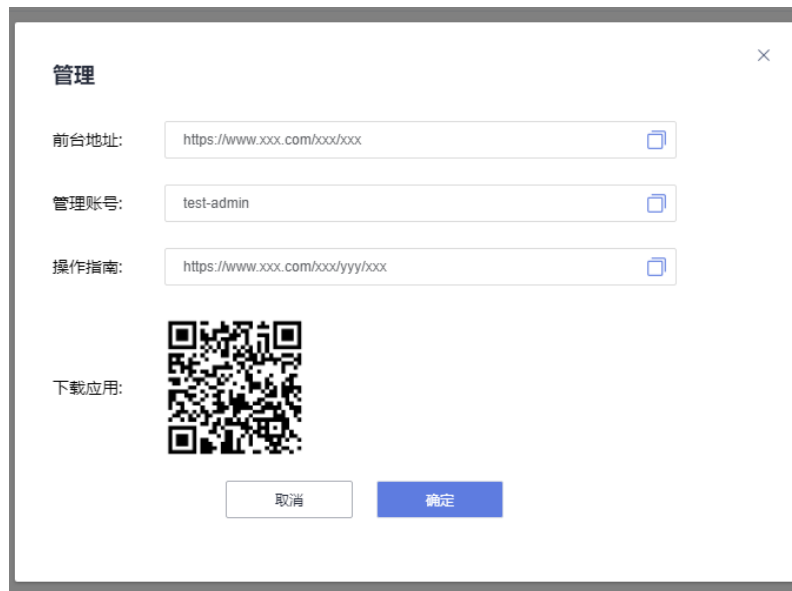 管理
前台地址: https://www.xxx.com/xxx/xxx
管理账号: test-admin
操作指南: https://www.xxx.com/xxx/yyy/xxx
下载应用:
取消 确定